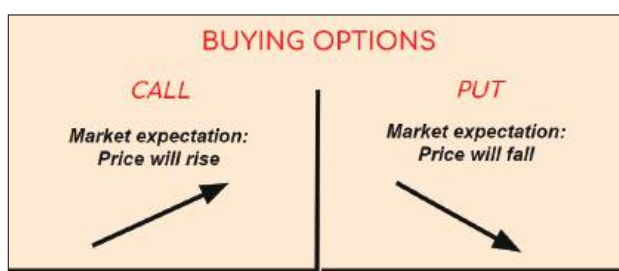 BUYING OPTIONS
CALL
Market expectation:
Price will rise
PUT
Market expectation:
Price will fall